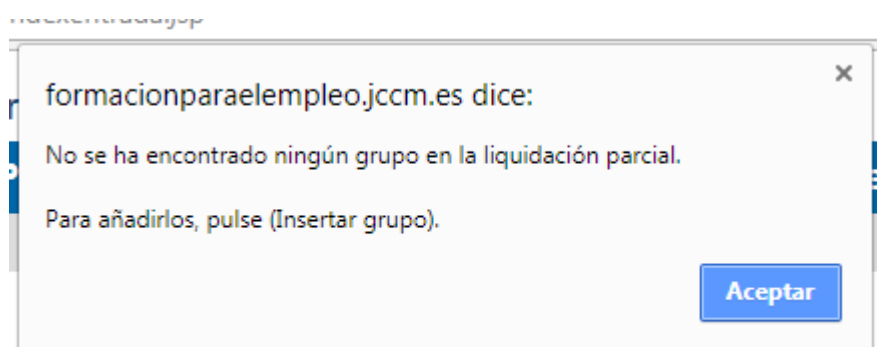 formacionparaelempleo.jccm.es dice:
No se ha encontrado ningún grupo en la liquidación parcial.
Para añadirlos, pulse (Insertar grupo).
Aceptar